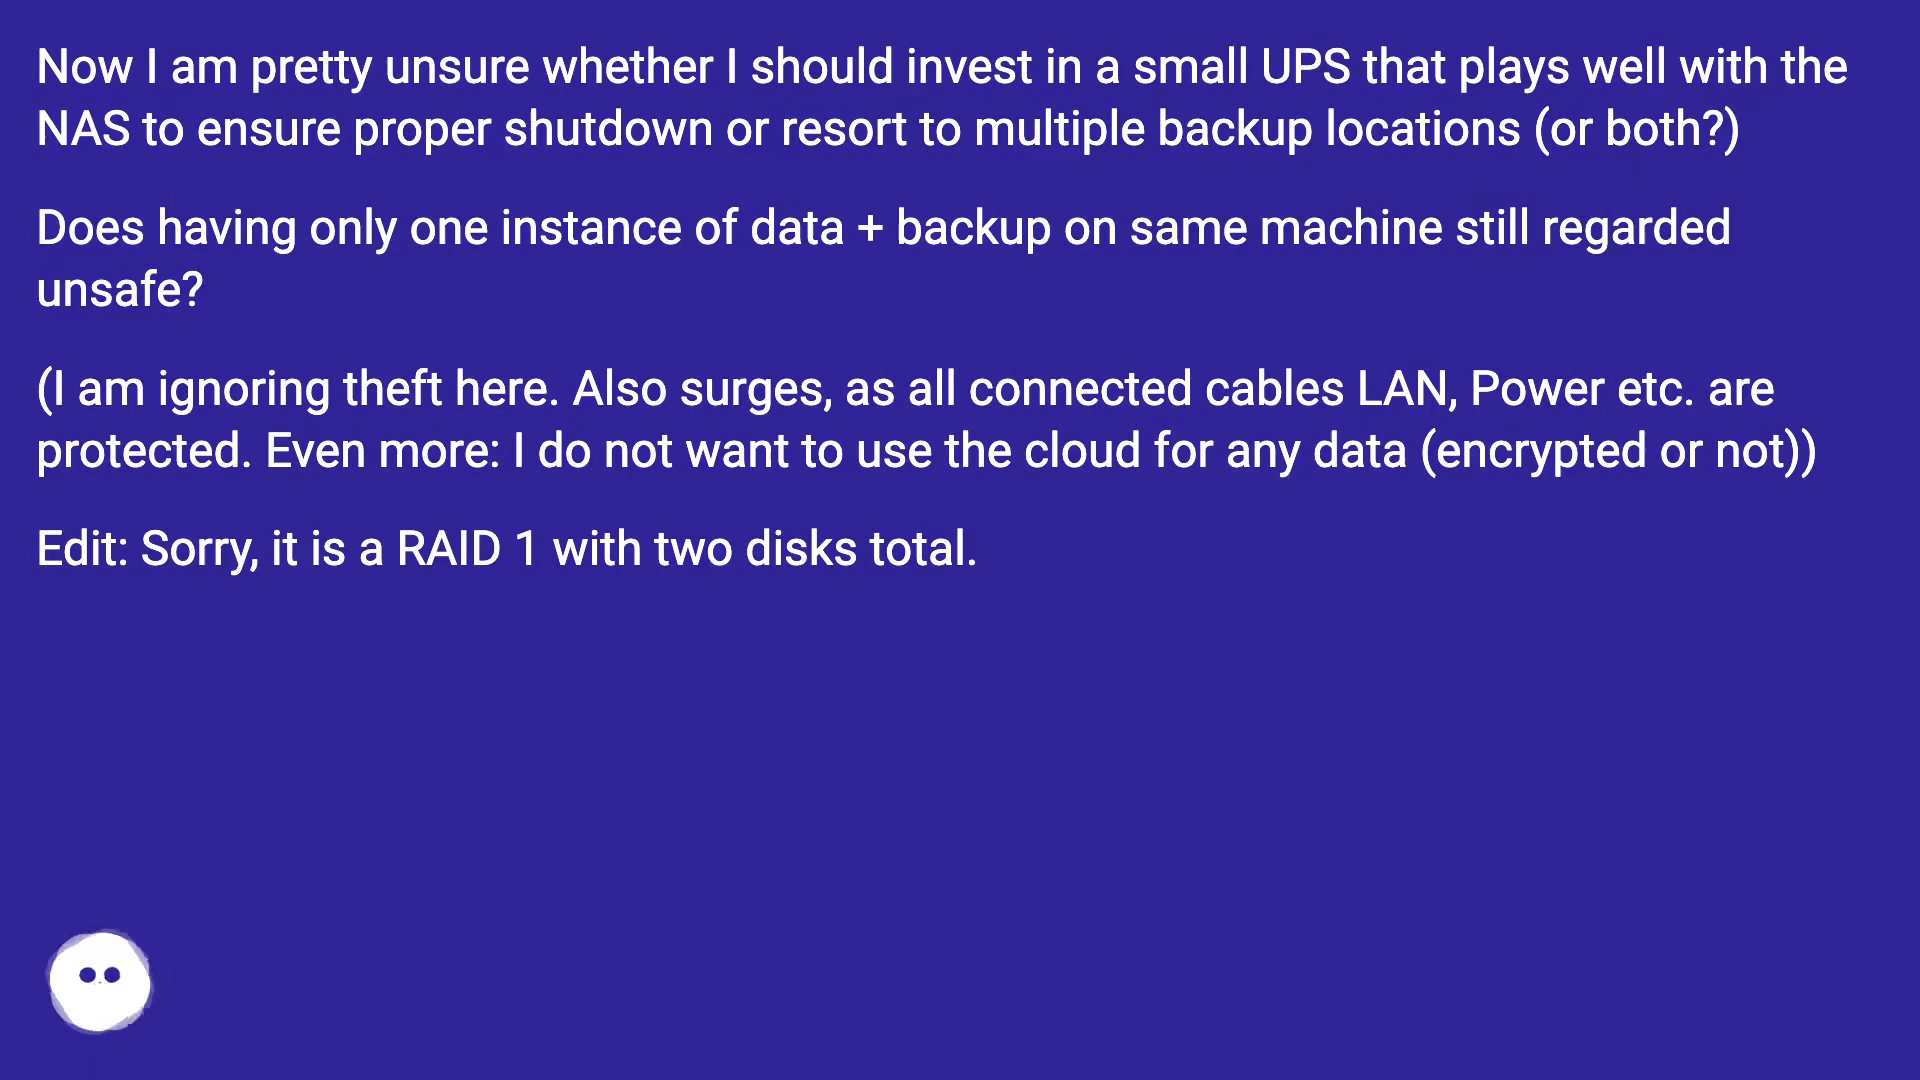 Now I am pretty unsure whether I should invest in a small UPS that plays well with the
NAS to ensure proper shutdown or resort to multiple backup locations (or both?)
Does having only one instance of data + backup on same machine still regarded
unsafe?
(I am ignoring theft here. Also surges, as all connected cables LAN, Power etc. are
protected. Even more: I do not want to use the cloud for any data (encrypted or not))
Edit: Sorry, it is a RAID 1 with two disks total.